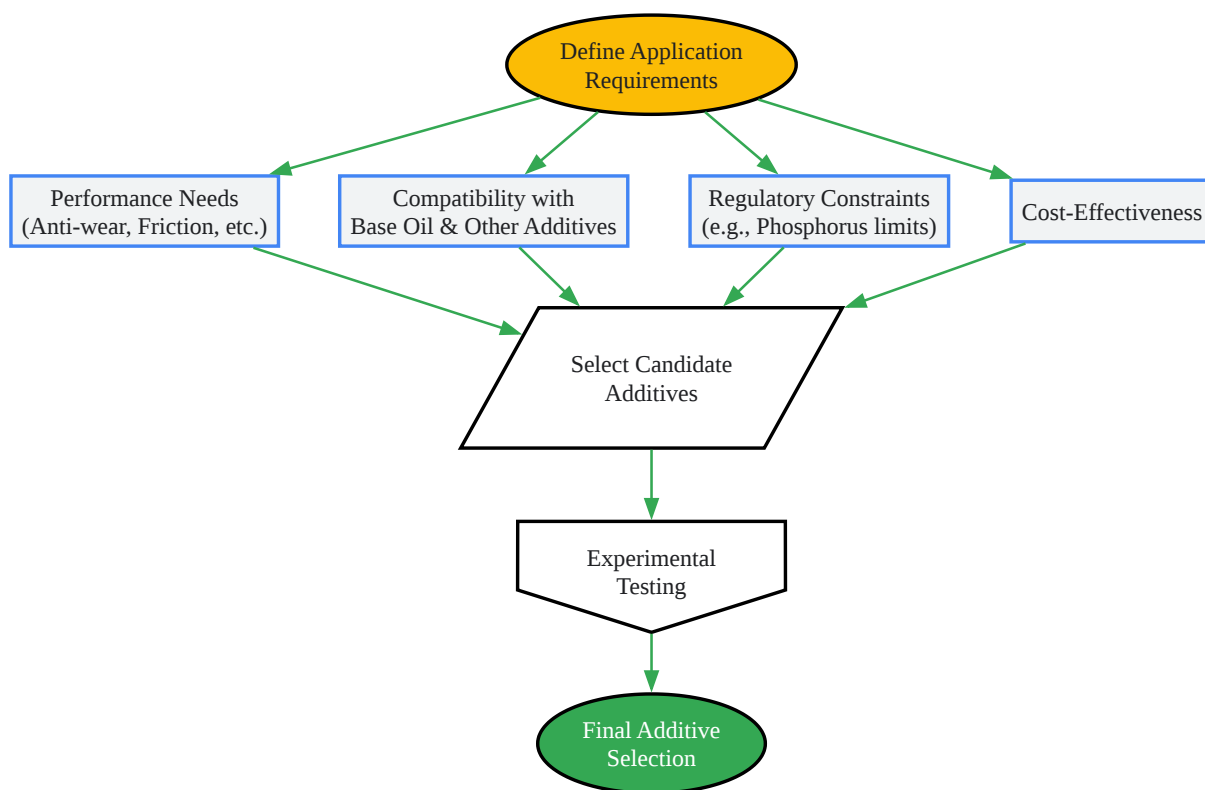 Define Application
Requirements
Performance Needs
(Anti-wear, Friction, etc.)
Compatibility with
Base Oil & Other Additives
Regulatory Constraints
(e.g., Phosphorus limits)
Cost-Effectiveness
Select Candidate
Additives
Experimental
Testing
Final Additive
Selection